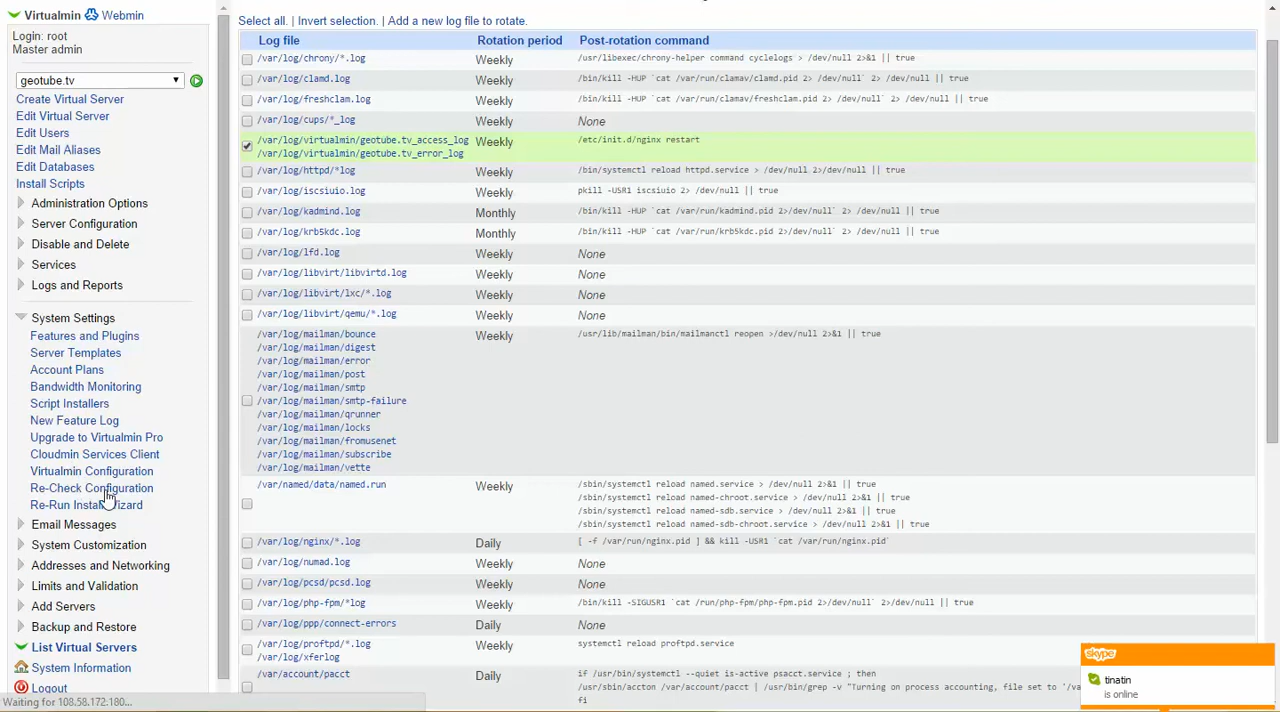 Virtualmin Webmin
Login: root
Master admin
geotube.tv
Create Virtual Server
Edit Virtual Server
Edit Users
Edit Mail Aliases
Edit Databases
Install Scripts
Administration Options
Server Configuration
Disable and Delete
Services
Logs and Reports
System Settings
Features and Plugins
Server Templates
Account Plans
Bandwidth Monitoring
Script Installers
New Feature Log
Upgrade to Virtualmin Pro
Cloudmin Services Client
Virtualmin Configuration
Re-Check Configuration
Re-Run Install Wizard
Email Messages
System Customization
Addresses and Networking
Limits and Validation
Add Servers
Backup and Restore
List Virtual Servers
System Information
Logout
Waiting for 108.58.172.180...
Select all. | Invert selection. | Add a new log file to rotate.
Log file Rotation period Post-rotation command
/var/log/chrony/*.log Weekly /usr/libexec/chrony-helper command cyclelogs > /dev/null 2>&1 || true
/var/log/clamd.log Weekly /bin/kill -HUP `cat /var/run/clamav/clamd.pid 2> /dev/null` 2> /dev/null || true
/var/log/freshclam.log Weekly /bin/kill -HUP `cat /var/run/clamav/freshclam.pid 2> /dev/null` 2> /dev/null || true
/var/log/cups/*_log Weekly None
/var/log/virtualmin/geotube.tv_access_log Weekly /etc/init.d/nginx restart
/var/log/virtualmin/geotube.tv_error_log
/var/log/httpd/*log Weekly /bin/systemctl reload httpd.service > /dev/null 2>/dev/null || true
/var/log/iscsiuio.log Weekly pkill -USR1 iscsiuio 2> /dev/null || true
/var/log/kadmind.log Monthly /bin/kill -HUP `cat /var/run/kadmind.pid 2>/dev/null` 2> /dev/null || true
/var/log/krb5kdc.log Monthly /bin/kill -HUP `cat /var/run/krb5kdc.pid 2>/dev/null` 2> /dev/null || true
/var/log/lfd.log Weekly None
/var/log/libvirt/libvirtd.log Weekly None
/var/log/libvirt/lxc/*.log Weekly None
/var/log/libvirt/qemu/*.log Weekly None
/var/log/mailman/bounce Weekly /usr/lib/mailman/bin/mailmanctl reopen >/dev/null 2>&1 || true
/var/log/mailman/digest
/var/log/mailman/error
/var/log/mailman/post
/var/log/mailman/smtp
/var/log/mailman/smtp-failure
/var/log/mailman/qrunner
/var/log/mailman/locks
/var/log/mailman/fromusenet
/var/log/mailman/subscribe
/var/log/mailman/vette
/var/named/data/named.run Weekly /sbin/systemctl reload named.service > /dev/null 2>&1 || true
/sbin/systemctl reload named-chroot.service > /dev/null 2>&1 || true
/sbin/systemctl reload named-sdb.service > /dev/null 2>&1 || true
/sbin/systemctl reload named-sdb-chroot.service > /dev/null 2>&1 || true
/var/log/nginx/*.log Daily [ -f /var/run/nginx.pid ] && kill -USR1 `cat /var/run/nginx.pid`
/var/log/numad.log Weekly None
/var/log/pcsd/pcsd.log Weekly None
/var/log/php-fpm/*log Weekly /bin/kill -SIGUSR1 `cat /run/php-fpm/php-fpm.pid 2>/dev/null` 2>/dev/null || true
/var/log/ppp/connect-errors Daily None
/var/log/proftpd/*.log Weekly systemctl reload proftpd.service
/var/log/xferlog
/var/account/pacct Daily if /usr/bin/systemctl --quiet is-active psacct.service ; then
/usr/sbin/accton /var/account/pacct | /usr/bin/grep -v "Turning on process accounting, file set to '/va
fi
skype
tinatin
is online